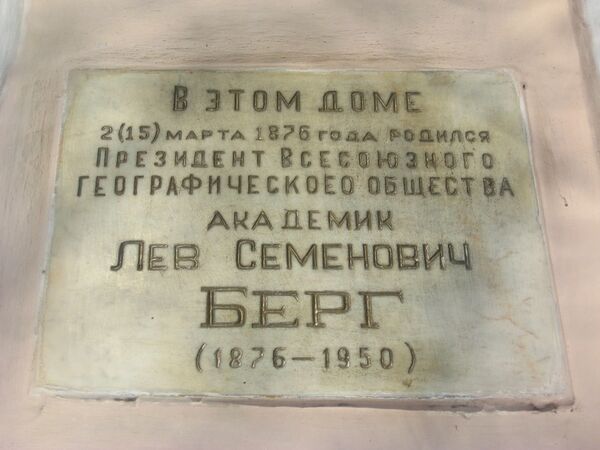 В ЭТОМ ДОМЕ
2(15) МАРТА 1876 ГОДА РОДИЛСЯ
ПРЕЗИДЕНТ ВСЕСОЮЗНОГО
ГЕОГРАФИЧЕСКОЕО ОБЩЕСТВА
АКАДЕМИК
ЛЕВ СЕМЕНОВИЧ
БЕРГ
(1876-1950)